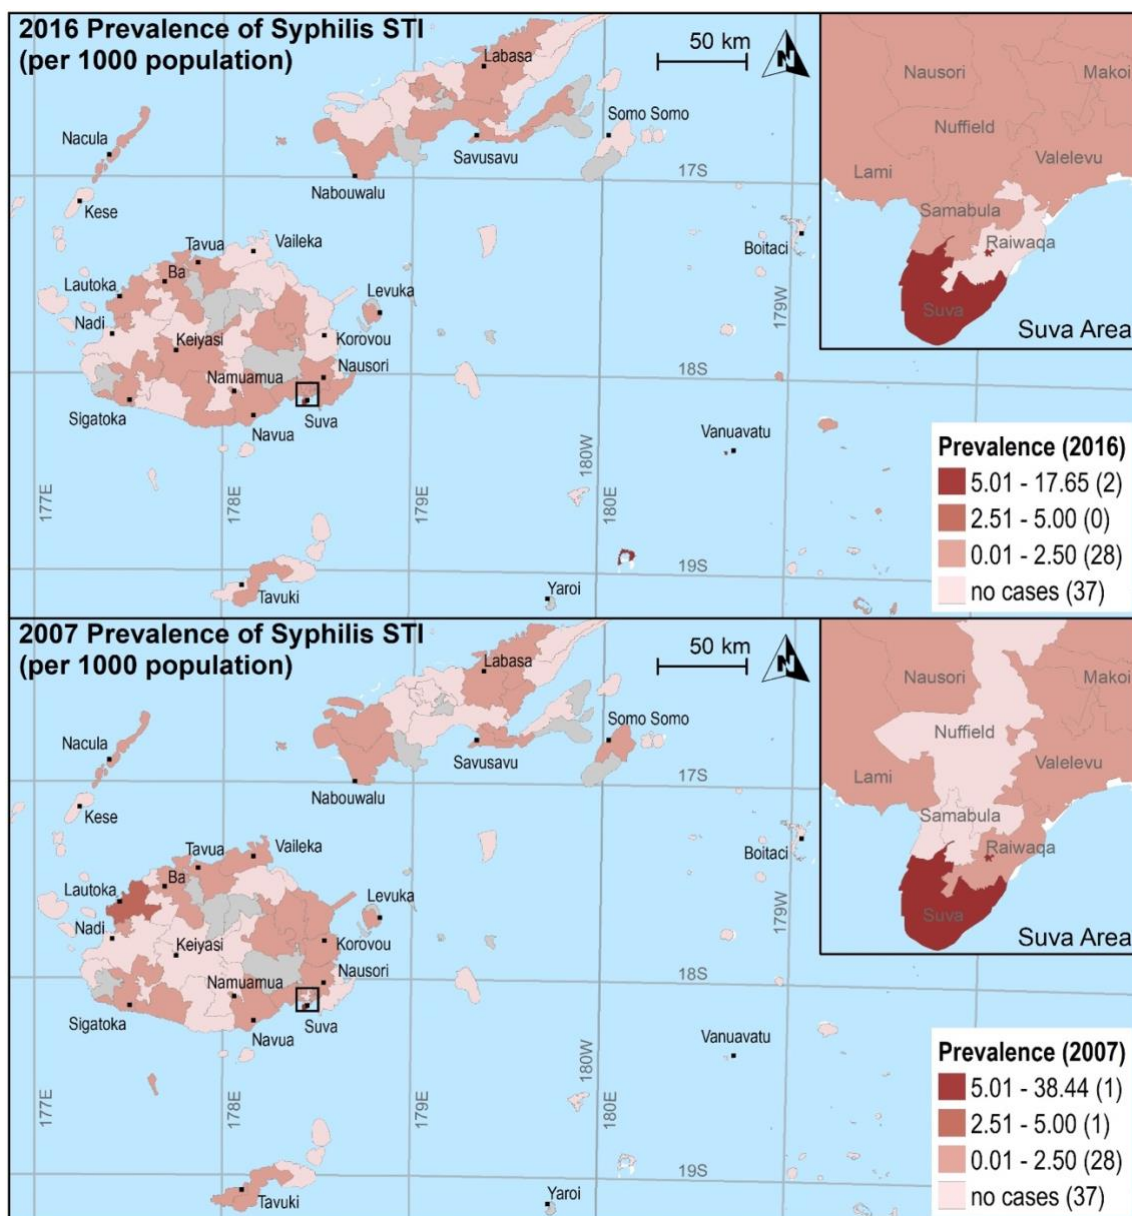 2016 Prevalence of Syphilis STI
(per 1000 population)
50 km
N
Labasa
Nacula
Somo Somo
Savusavu
Nabouwalu
17S
Kese
Tavua
Vaileka
Boitaci
Ba
Lautoka
Levuka
179W
Nadi
Keiyasi
Korovou
Namuamua
Nausori
18S
Sigatoka
Suva
Navua
Vanuavatu
180W
177E
178E
179E
180E
19S
Tavuki
Yaroi
Nausori
Makoi
Nuffield
Lami
Valelevu
Samabula
Raiwaqa
Suva
Suva Area
Prevalence (2016)
5.01 - 17.65 (2)
2.51 - 5.00 (0)
0.01 - 2.50 (28)
no cases (37)
2007 Prevalence of Syphilis STI
(per 1000 population)
50 km
N
Labasa
Nacula
Somo Somo
Savusavu
Nabouwalu
17S
Kese
Tavua
Vaileka
Boitaci
Ba
Lautoka
Levuka
179W
Nadi
Keiyasi
Korovou
Namuamua
Nausori
18S
Sigatoka
Suva
Navua
Vanuavatu
180W
177E
178E
179E
180E
19S
Tavuki
Yaroi
Nausori
Makoi
Nuffield
Lami
Valelevu
Samabula
Raiwaqa
Suva
Suva Area
Prevalence (2007)
5.01 - 38.44 (1)
2.51 - 5.00 (1)
0.01 - 2.50 (28)
no cases (37)